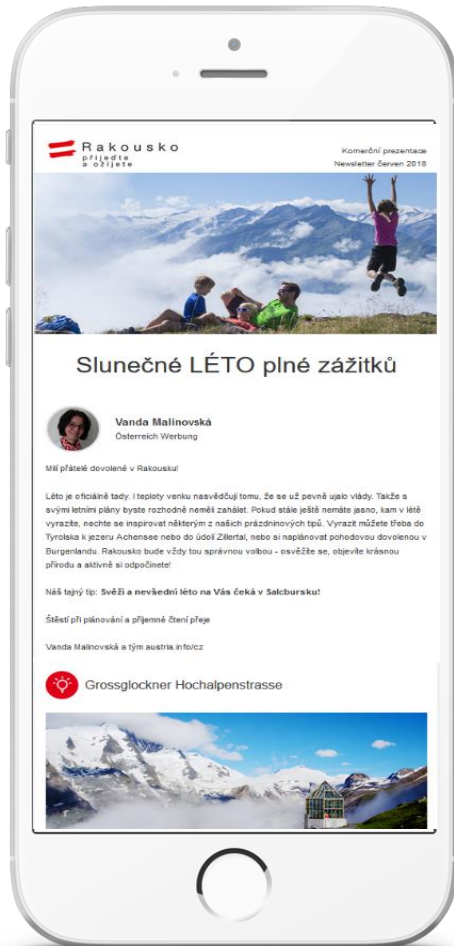 Rakousko
přijeďte
a ožijete
Komerční prezentace
Newsletter červen 2018
Slunečné LÉTO plné zážitků
Vanda Malinovská
Österreich Werbung
Milí přátelé dovolené v Rakousku!
Léto je oficiálně tady. I teploty venku nasvědčují tomu, že se už pevně ujalo vlády. Takže s
svými letními plány byste rozhodně neměli zahálet. Pokud stále ještě nemáte jasno, kam v létě
vyrazíte, nechte se inspirovat některým z našich prázdninových tipů. Vyrazit můžete třeba do
Tyrolska k jezeru Achensee nebo do údolí Zillertal, nebo si naplánovat pohodovou dovolenou v
Burgenlandu. Rakousko bude vždy tou správnou volbou - osvěžíte se, objevíte krásnou
přírodu a aktivně si odpočinete!
Náš tajný tip: Svěží a nevšední léto na Vás čeká v Salcbursku!
Štěstí při plánování a příjemné čtení přeje
Vanda Malinovská a tým austria.info/cz
Grossglockner Hochalpenstrasse